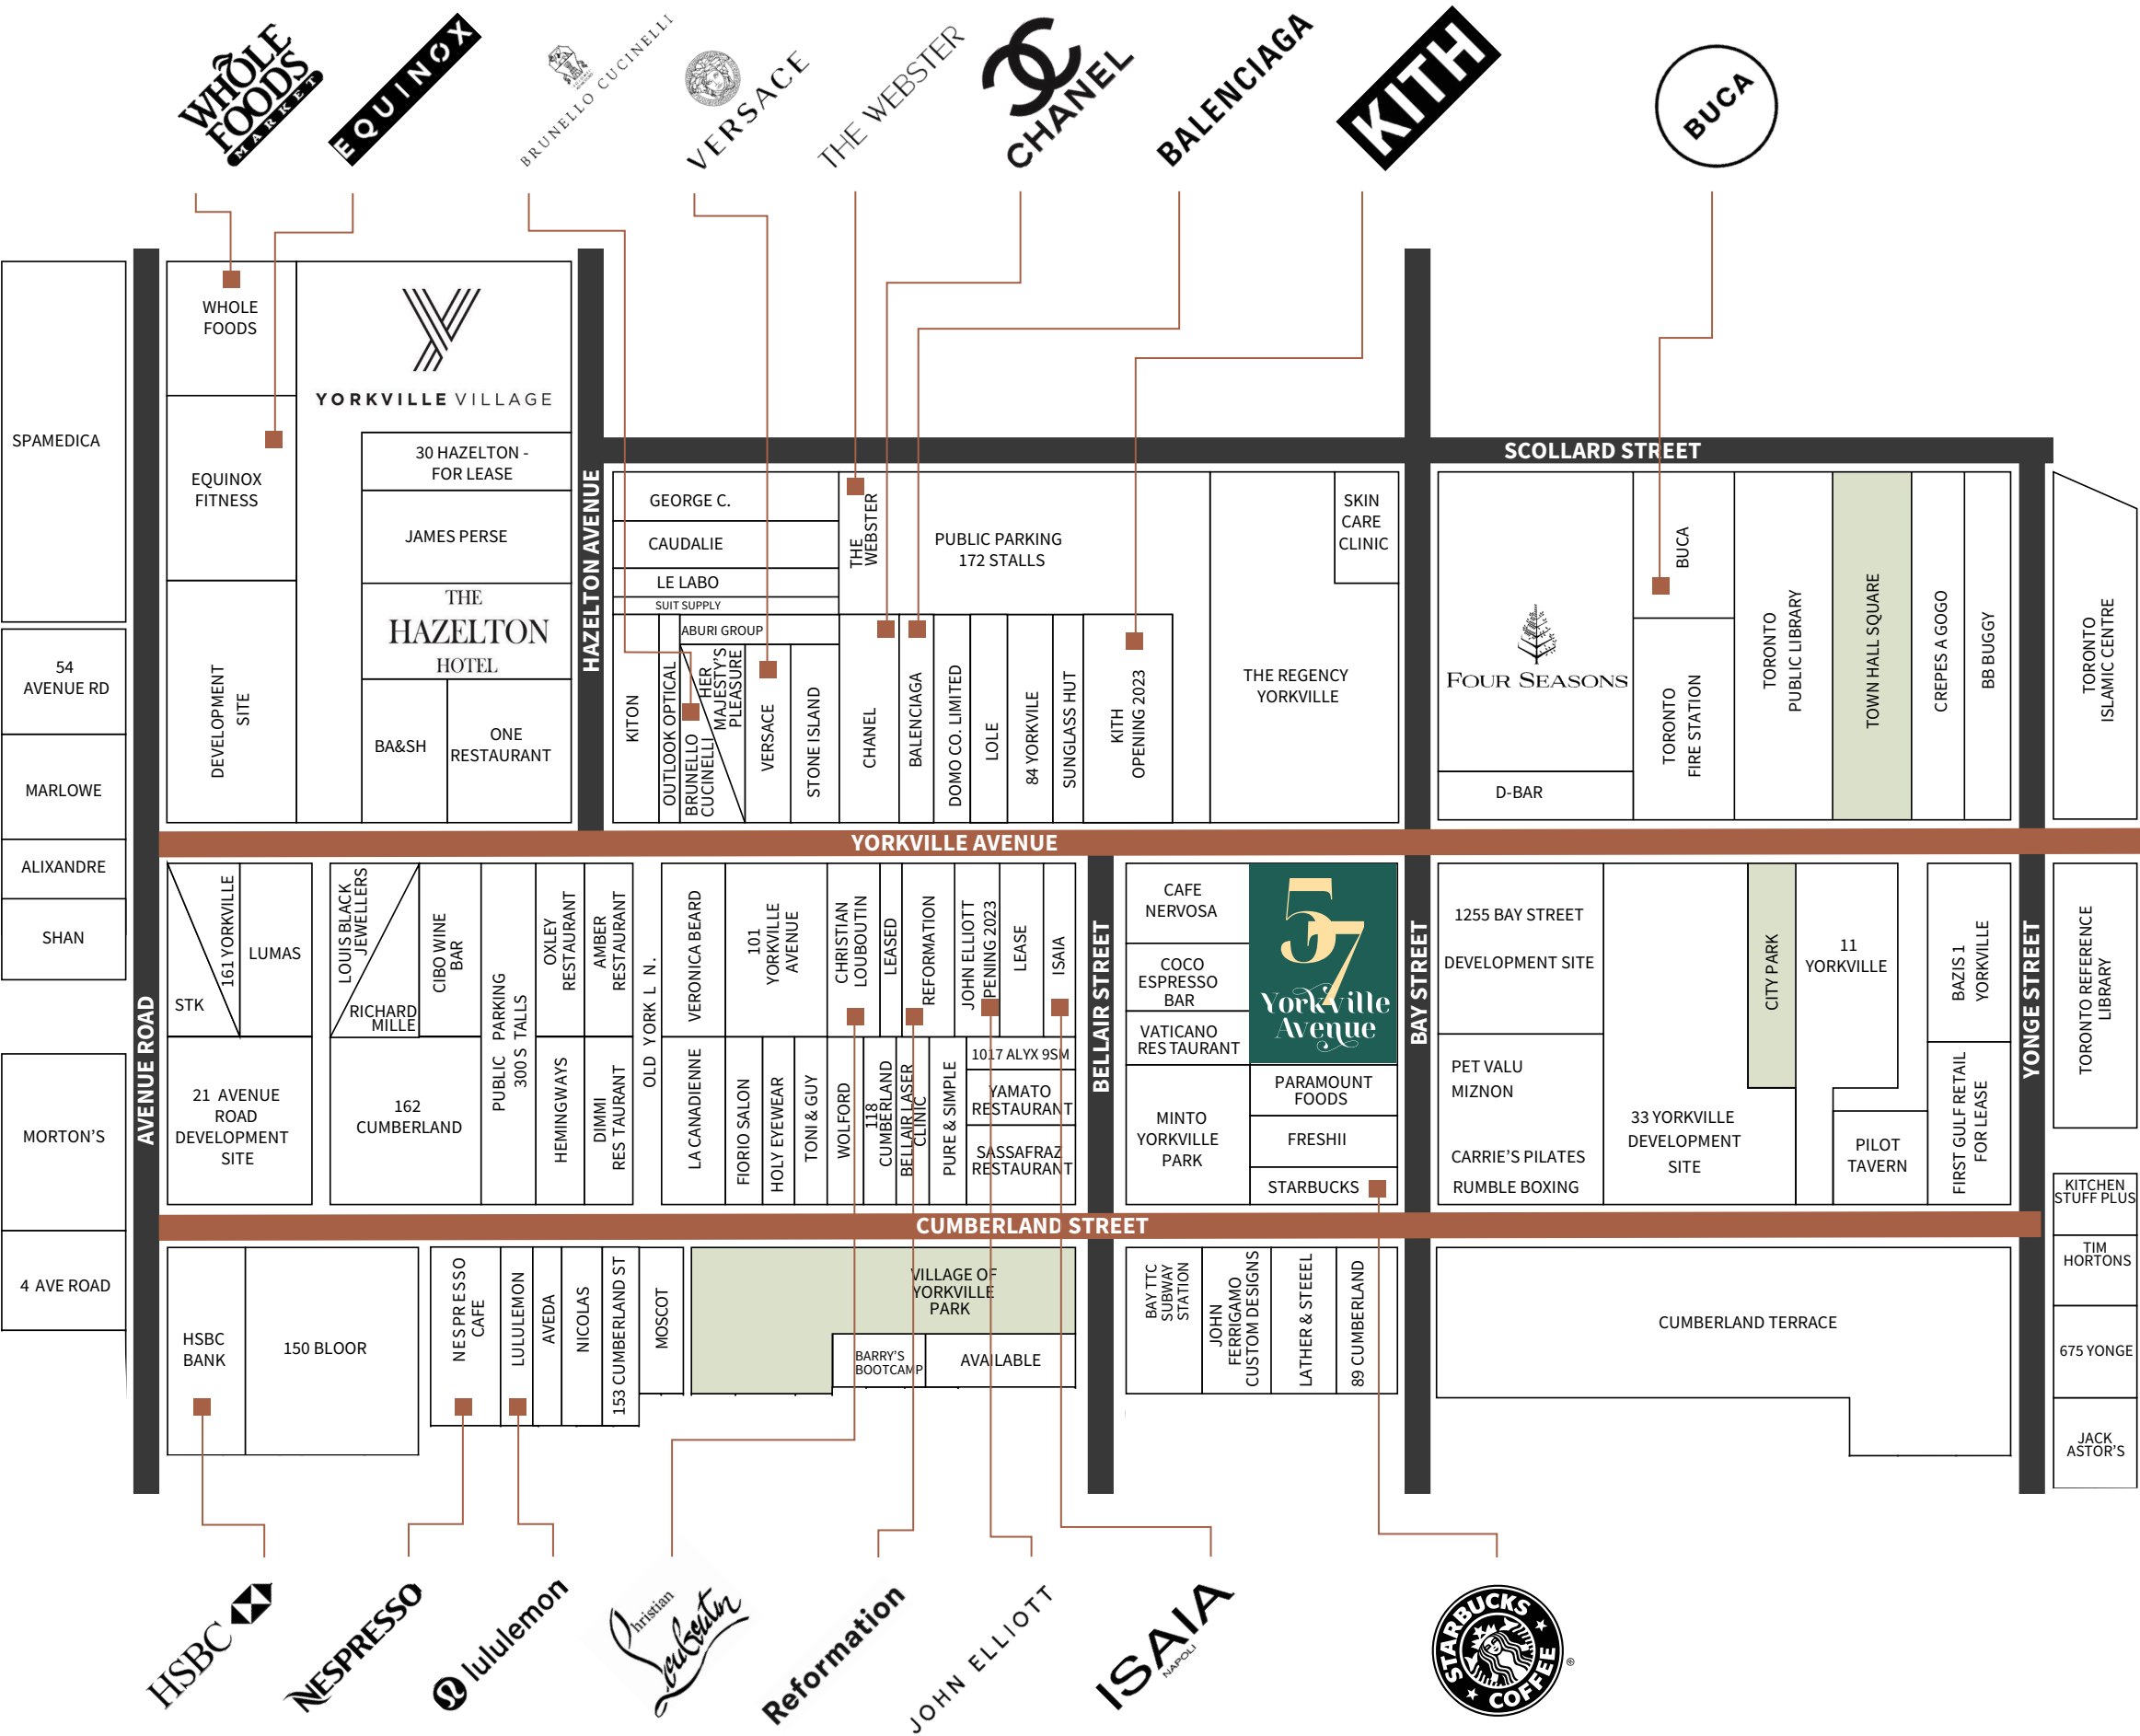 WHOLE
FOODS
MARKET
EQUINOX
BRUNELLO CUCINELLI
VERSACE
THE WEBSTER
CHANEL
BALENCIAGA
KITH
BUCA
SPAMEDICA
54
AVENUE RD
MARLOWE
ALIXANDRE
SHAN
MORTON'S
4 AVE ROAD
AVENUE ROAD
WHOLE
FOODS
EQUINOX
FITNESS
DEVELOPMENT
SITE
YORKVILLE VILLAGE
30 HAZELTON -
FOR LEASE
JAMES PERSE
THE
HAZELTON
HOTEL
BA&SH
ONE
RESTAURANT
HAZELTON AVENUE
SCOLLARD STREET
GEORGE C.
CAUDALIE
LE LABO
SUIT SUPPLY
ABURI GROUP
KITON
OUTLOOK OPTICAL
BRUNELLO
CUCINELLI
HER
MAJESTY'S
PLEASURE
VERSACE
STONE ISLAND
THE
WEBSTER
PUBLIC PARKING
172 STALLS
CHANEL
BALENCIAGA
DOMO CO. LIMITED
LOLE
84 YORKVILE
SUNGLASS HUT
KITH
OPENING 2023
THE REGENCY
YORKVILLE
SKIN
CARE
CLINIC
FOUR SEASONS
D-BAR
BUCA
TORONTO
FIRE STATION
TORONTO
PUBLIC LIBRARY
TOWN HALL SQUARE
CREPES A GOGO
BB BUGGY
TORONTO
ISLAMIC CENTRE
YORKVILLE AVENUE
STK
161 YORKVILLE
LUMAS
LOUIS BLACK
JEWELLERS
RICHARD
MILLE
CIBO WINE
BAR
PUBLIC PARKING
300 S TALLS
OXLEY
RESTAURANT
AMBER
RESTAURANT
OLD YORK L N.
VERONICA BEARD
101
YORKVILLE
AVENUE
CHRISTIAN
LOUBOUTIN
LEASED
REFORMATION
JOHN ELLIOTT
PENING 2023
LEASE
ISAIA
21 AVENUE
ROAD
DEVELOPMENT
SITE
162
CUMBERLAND
HEMINGWAYS
DIMMI
RES TAURANT
LA CANADIENNE
FIORIO SALON
HOLY EYEWEAR
TONI & GUY
WOLFORD
118
CUMBERLAND
BELLAIR LASER
CLINIC
PURE & SIMPLE
1017 ALYX 9SM
YAMATO
RESTAURANT
SASSAFRAZ
RESTAURANT
BELLAIR STREET
CAFE
NERVOSA
COCO
ESPRESSO
BAR
VATICANO
RES TAURANT
MINTO
YORKVILLE
PARK
57
Yorkville
Avenue
PARAMOUNT
FOODS
FRESHII
STARBUCKS
BAY STREET
1255 BAY STREET
DEVELOPMENT SITE
PET VALU
MIZNON
CARRIE'S PILATES
RUMBLE BOXING
33 YORKVILLE
DEVELOPMENT
SITE
CITY PARK
11
YORKVILLE
PILOT
TAVERN
BAZIS 1
YORKVILLE
FIRST GULF RETAIL
FOR LEASE
YONGE STREET
TORONTO REFERENCE
LIBRARY
KITCHEN
STUFF PLUS
TIM
HORTONS
675 YONGE
JACK
ASTOR'S
CUMBERLAND STREET
HSBC
BANK
150 BLOOR
NESPRESSO
CAFE
LULULEMON
AVEDA
NICOLAS
153 CUMBERLAND ST
MOSCOT
VILLAGE OF
YORKVILLE
PARK
BARRY'S
BOOTCAMP
AVAILABLE
BAY TTC
SUBWAY
STATION
JOHN
FERRIGAMO
CUSTOM DESIGNS
LATHER & STEEEL
89 CUMBERLAND
CUMBERLAND TERRACE
HSBC
NESPRESSO
lululemon
Christian
Louboutin
Reformation
JOHN ELLIOTT
ISAIA
NAPOLI
STARBUCKS
COFFEE
®